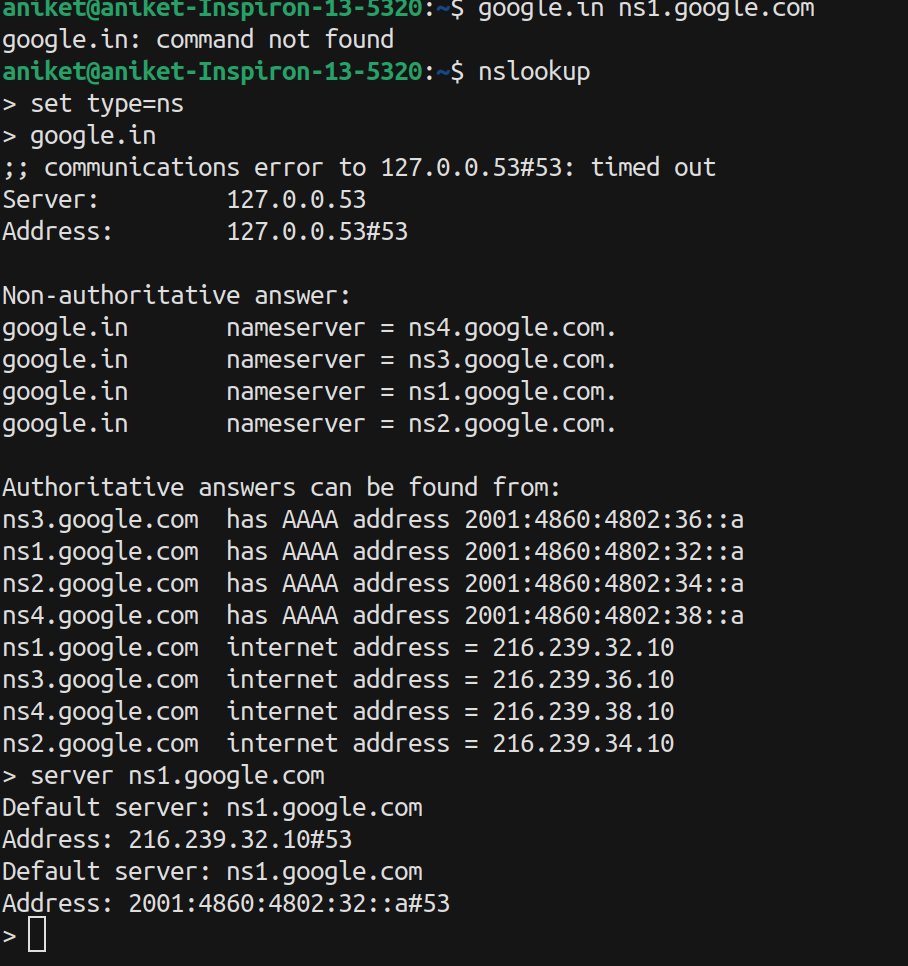 aniket@aniket-Inspiron-13-5320:~$ google.in ns1.google.com
google.in: command not found
aniket@aniket-Inspiron-13-5320:~$ nslookup
> set type=ns
> google.in
;; communications error to 127.0.0.53#53: timed out
Server:         127.0.0.53
Address:        127.0.0.53#53

Non-authoritative answer:
google.in       nameserver = ns4.google.com.
google.in       nameserver = ns3.google.com.
google.in       nameserver = ns1.google.com.
google.in       nameserver = ns2.google.com.

Authoritative answers can be found from:
ns3.google.com  has AAAA address 2001:4860:4802:36::a
ns1.google.com  has AAAA address 2001:4860:4802:32::a
ns2.google.com  has AAAA address 2001:4860:4802:34::a
ns4.google.com  has AAAA address 2001:4860:4802:38::a
ns1.google.com  internet address = 216.239.32.10
ns3.google.com  internet address = 216.239.36.10
ns4.google.com  internet address = 216.239.38.10
ns2.google.com  internet address = 216.239.34.10
> server ns1.google.com
Default server: ns1.google.com
Address: 216.239.32.10#53
Default server: ns1.google.com
Address: 2001:4860:4802:32::a#53
>